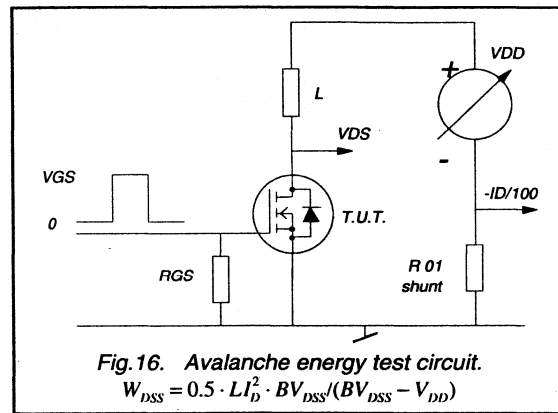 VDD
+
L
VDS
-
VGS
-ID/100
0
T.U.T.
RGS
R 01
shunt
Fig.16. Avalanche energy test circuit.
W_DSS = 0.5 · LI_D^2 · BV_DSS/(BV_DSS − V_DD)